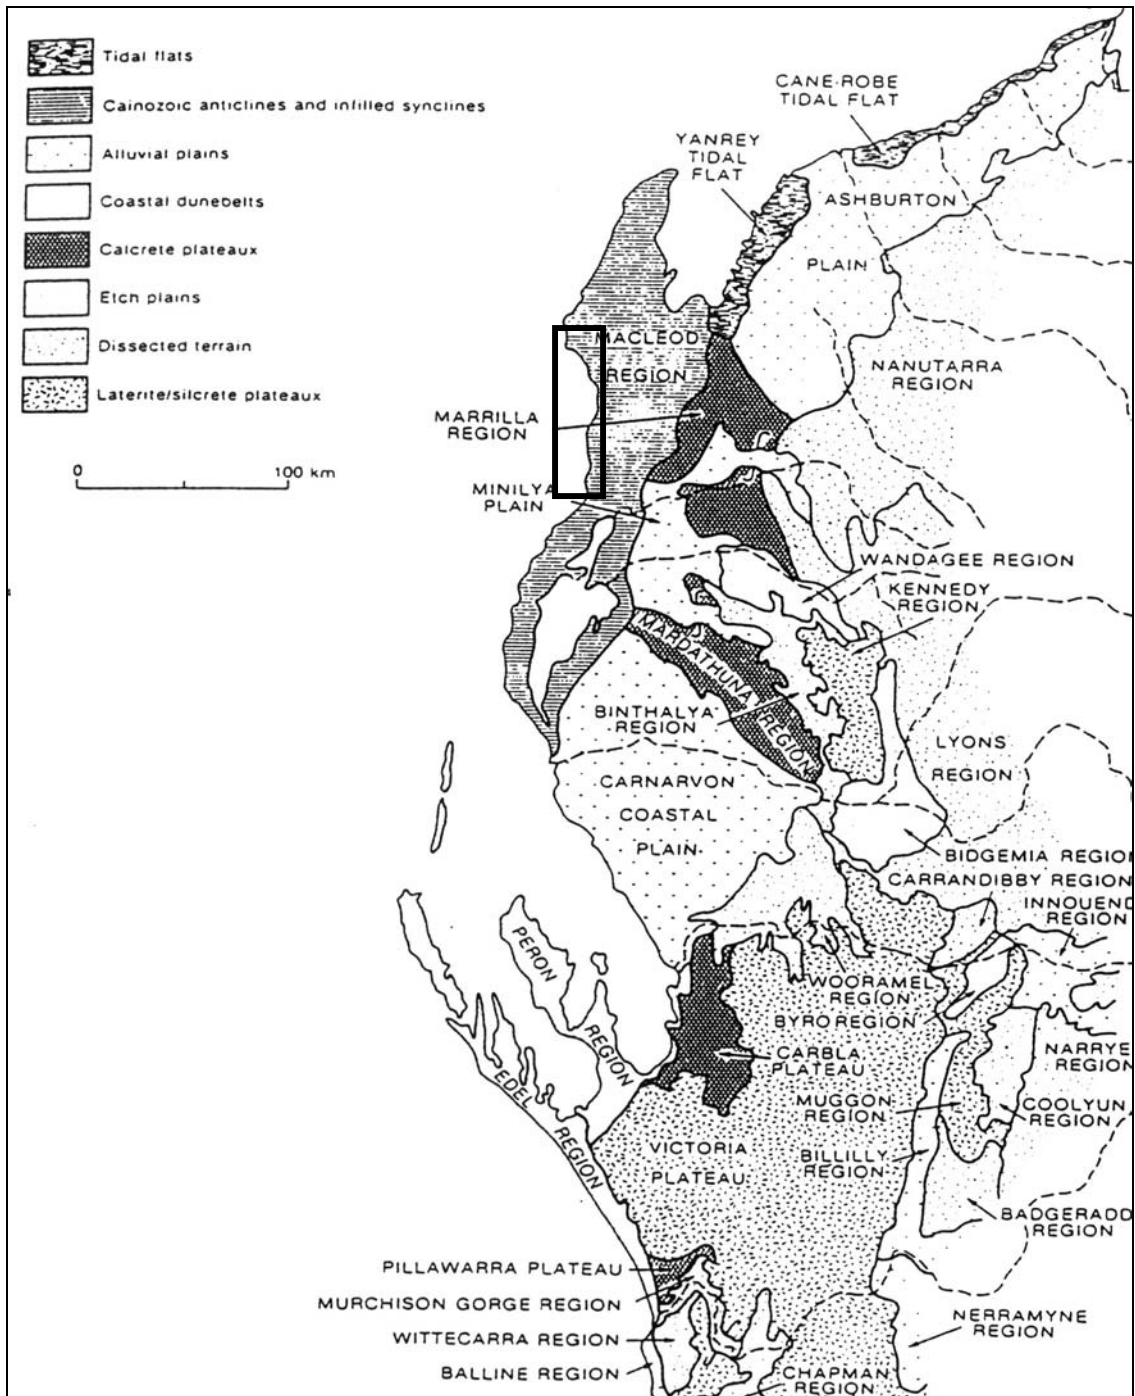 Tidal flats
Cainozoic anticlines and infilled synclines
Alluvial plains
Coastal dunebelts
Calcrete plateaux
Etch plains
Dissected terrain
Laterite/silcrete plateaux
0 100 km
CANE-ROBE
TIDAL FLAT
YANREY
TIDAL
FLAT
ASHBURTON
PLAIN
MACLEOD
REGION
NANUTARRA
REGION
MARRILLA
REGION
MINILYA
PLAIN
WANDAGEE REGION
KENNEDY
REGION
MARDATHUNA REGION
BINTHALYA
REGION
LYONS
REGION
CARNARVON
COASTAL
PLAIN
BIDGEMIA REGION
CARRANDIBBY REGION
INNOUEND
REGION
PERON
REGION
WOORAMEL
REGION
BYRO REGION
EDEL
REGION
CARBLA
PLATEAU
NARRYE
REGION
MUGGON
REGION
COOLYUN
REGION
VICTORIA
PLATEAU
BILLILLY
REGION
BADGERADD
REGION
PILLAWARRA PLATEAU
MURCHISON GORGE REGION
NERRAMYNE
REGION
WITTECARRA REGION
BALLINE REGION
CHAPMAN
REGION